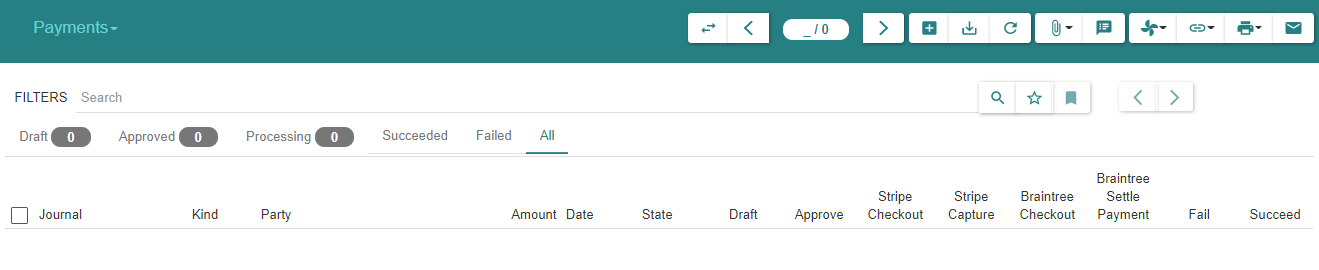 Payments
_ / 0
FILTERS Search
Draft 0 Approved 0 Processing 0 Succeeded Failed All
Journal Kind Party Amount Date State Draft Approve Stripe Checkout Stripe Capture Braintree Checkout Braintree Settle Payment Fail Succeed